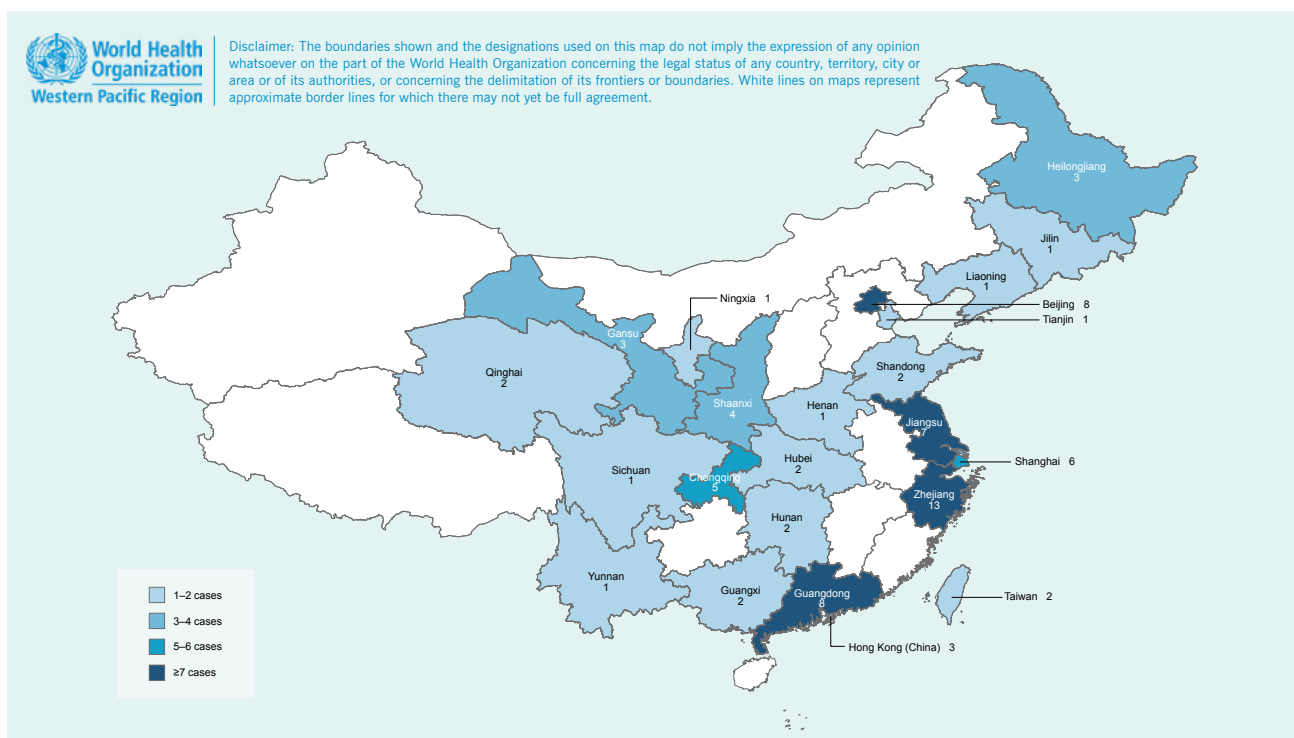 World Health
Organization
Western Pacific Region
Disclaimer: The boundaries shown and the designations used on this map do not imply the expression of any opinion
whatsoever on the part of the World Health Organization concerning the legal status of any country, territory, city or
area or of its authorities, or concerning the delimitation of its frontiers or boundaries. White lines on maps represent
approximate border lines for which there may not yet be full agreement.
Heilongjiang
3
Jilin
1
Liaoning
1
Ningxia 1
Beijing 8
Tianjin 1
Gansu
3
Qinghai
2
Shandong
2
Shaanxi
4
Henan
1
Jiangsu
7
Hubei
2
Shanghai 6
Sichuan
1
Chongqing
5
Zhejiang
13
Hunan
2
Yunnan
1
Guangxi
2
Guangdong
8
Taiwan 2
Hong Kong (China) 3
1–2 cases
3–4 cases
5–6 cases
≥7 cases